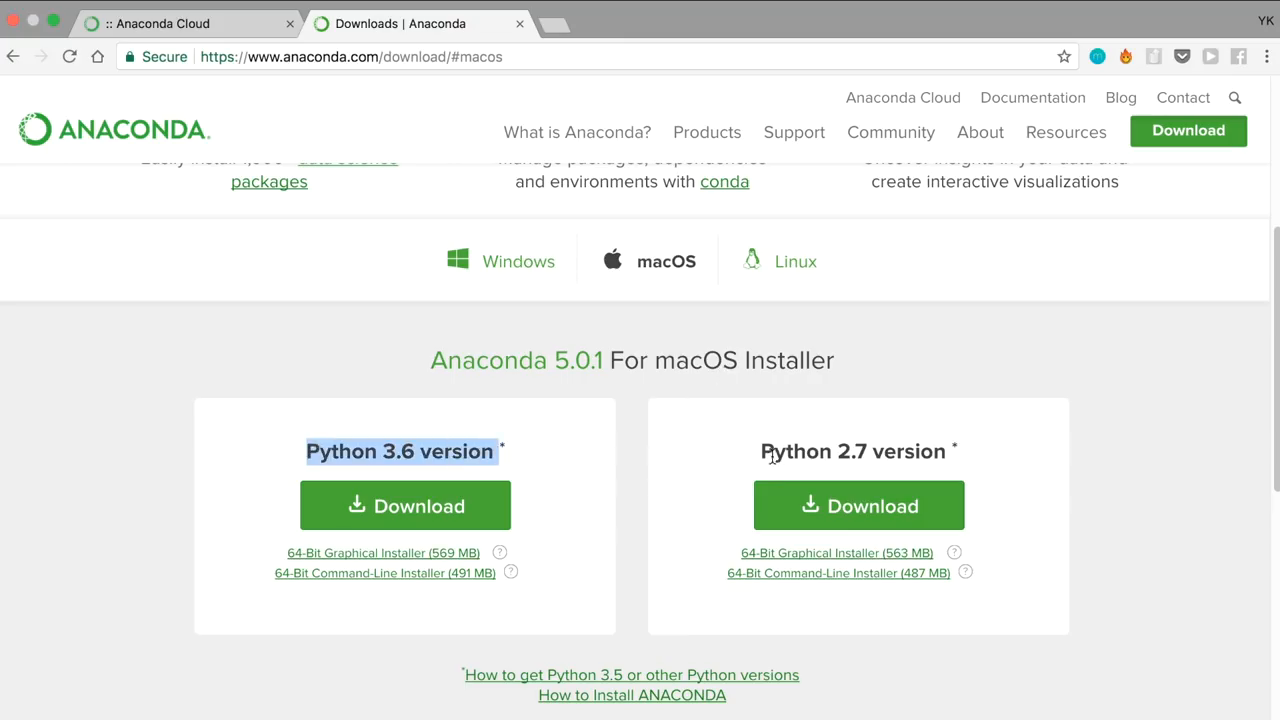 :: Anaconda Cloud
Downloads | Anaconda
YK
Secure https://www.anaconda.com/download/#macos
Anaconda Cloud Documentation Blog Contact
ANACONDA.
What is Anaconda? Products Support Community About Resources Download
data science
packages
and environments with conda
create interactive visualizations
Windows macOS Linux
Anaconda 5.0.1 For macOS Installer
Python 3.6 version *
Download
64-Bit Graphical Installer (569 MB) ?
64-Bit Command-Line Installer (491 MB) ?
Python 2.7 version *
Download
64-Bit Graphical Installer (563 MB) ?
64-Bit Command-Line Installer (487 MB) ?
*How to get Python 3.5 or other Python versions
How to Install ANACONDA